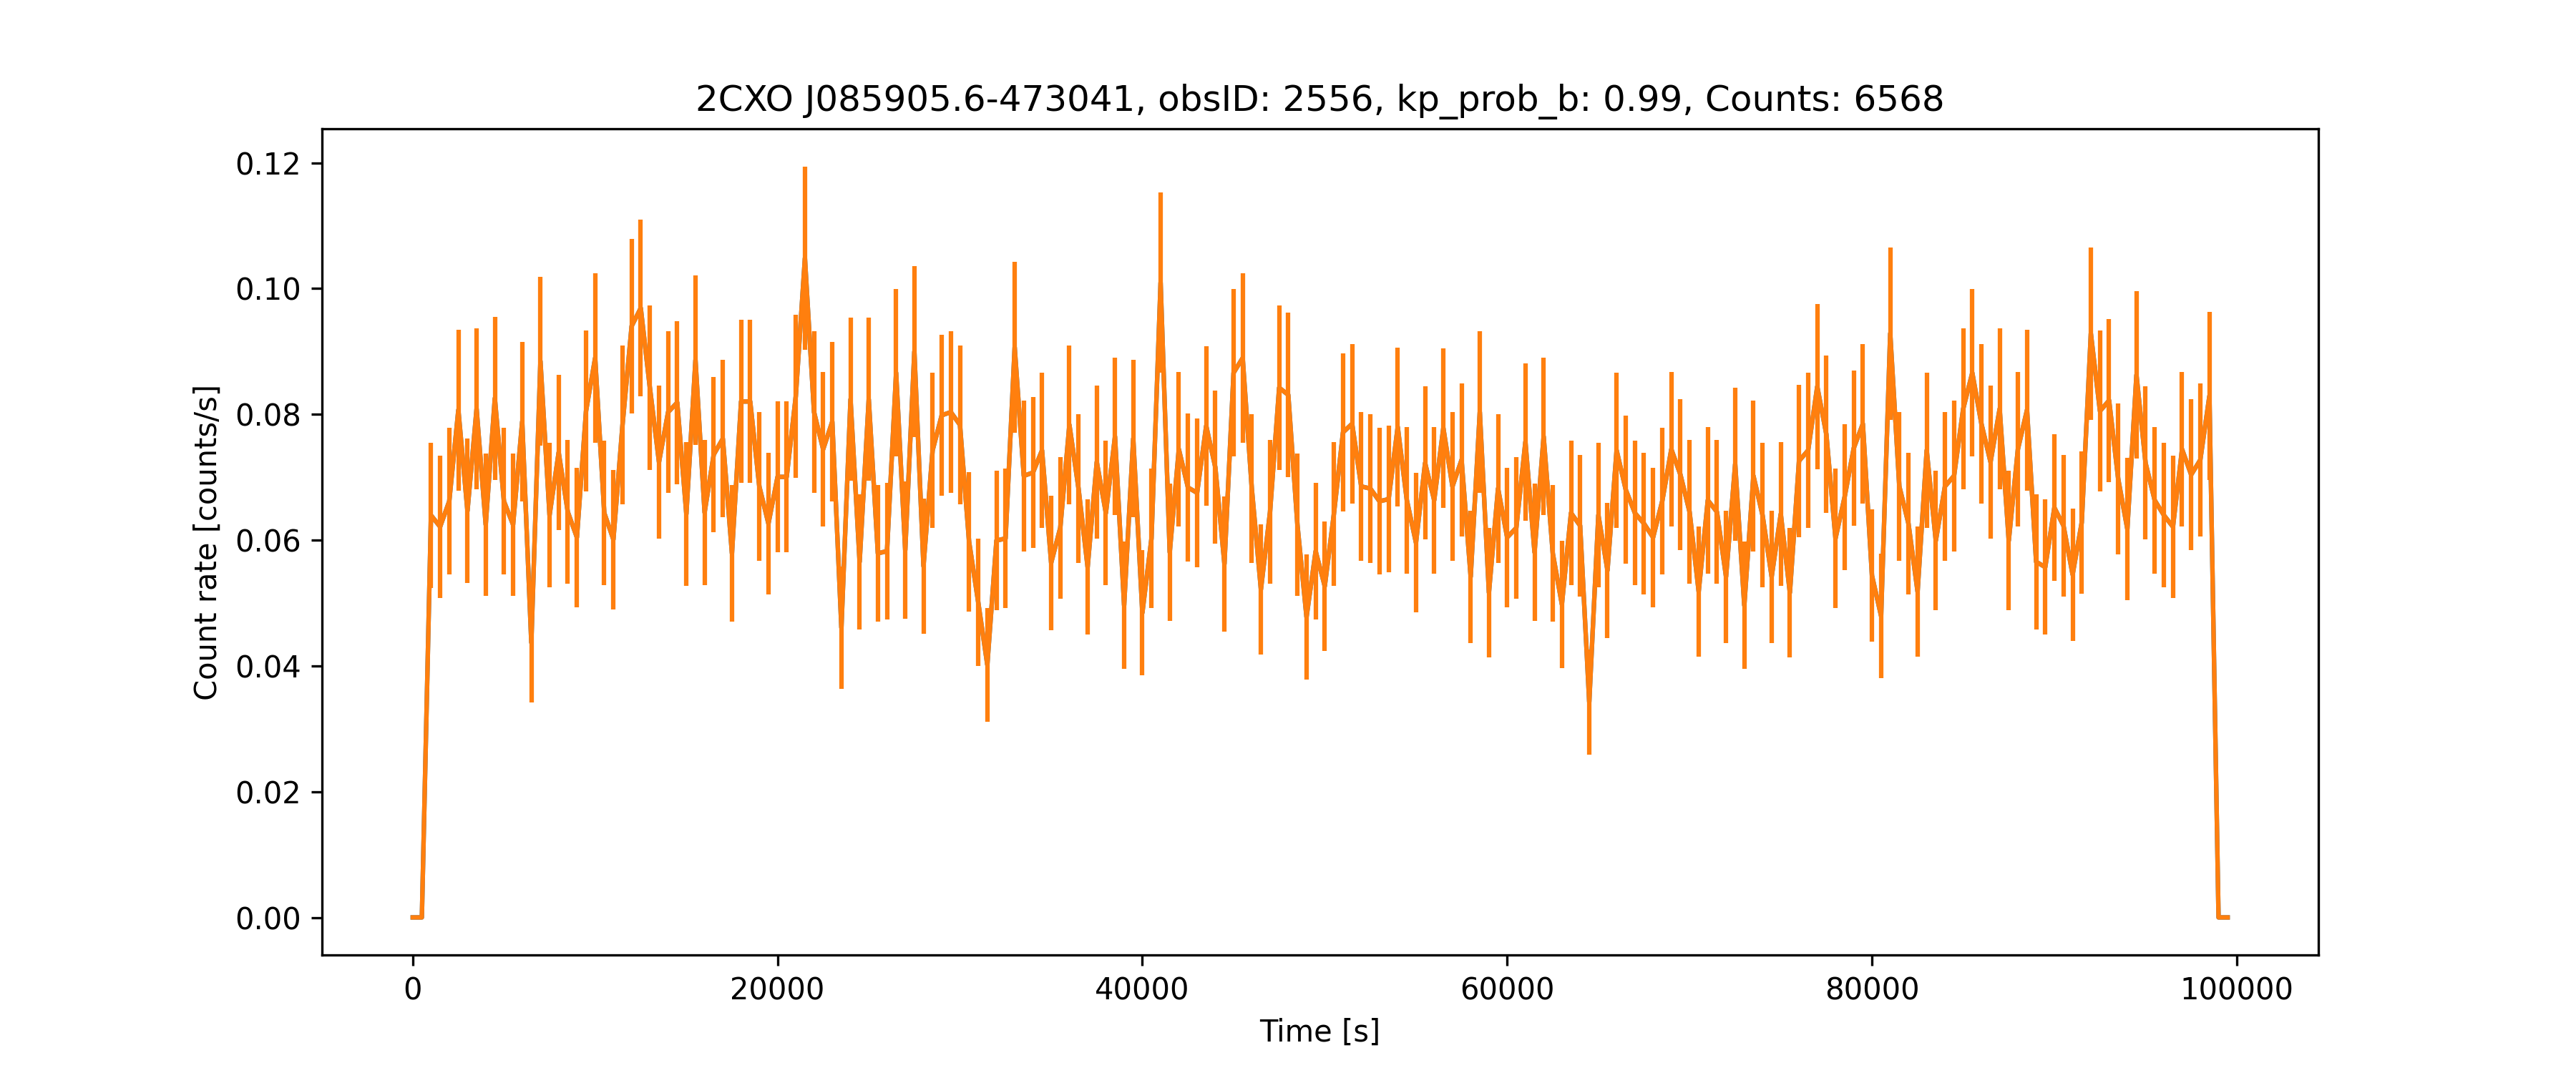 2CXO J085905.6-473041, obsID: 2556, kp_prob_b: 0.99, Counts: 6568
0.12
0.10
0.08
0.06
0.04
0.02
0.00
Count rate [counts/s]
0 20000 40000 60000 80000 100000
Time [s]